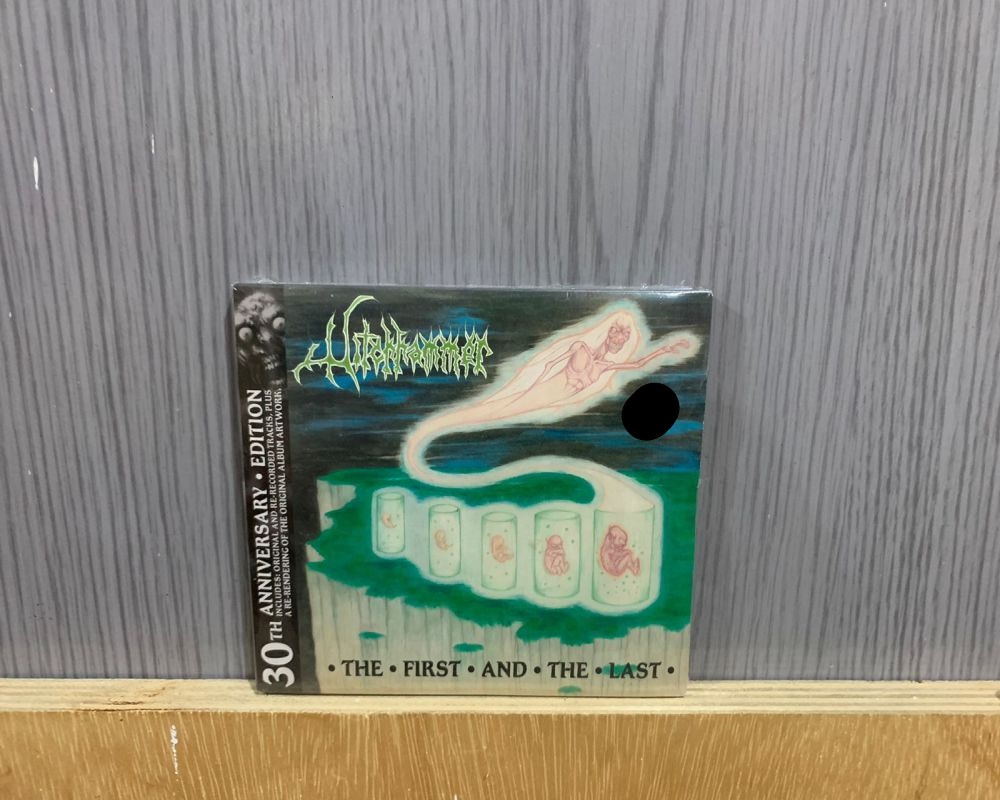 Witchhammer
30TH ANNIVERSARY • EDITION
INCLUDES: ORIGINAL AND RE-RECORDED TRACKS, PLUS
A RE-RENDERING OF THE ORIGINAL ALBUM ARTWORK.
• THE • FIRST • AND • THE • LAST •